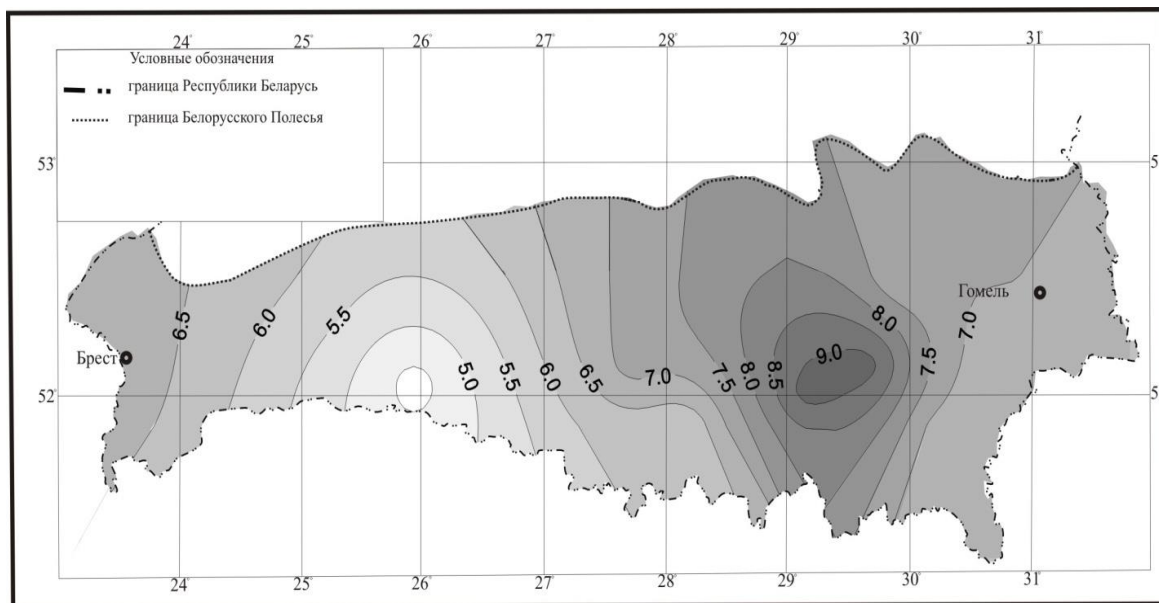 24° 25° 26° 27° 28° 29° 30° 31°
Условные обозначения
граница Республики Беларусь
граница Белорусского Полесья
53° 5
Гомель
8.0
6.5 6.0 5.5 7.0
Брест 9.0 7.5
5.0 5.5 6.0 6.5 7.0 7.5 8.0 8.5
52° 5
24° 25° 26° 27° 28° 29° 30° 31°